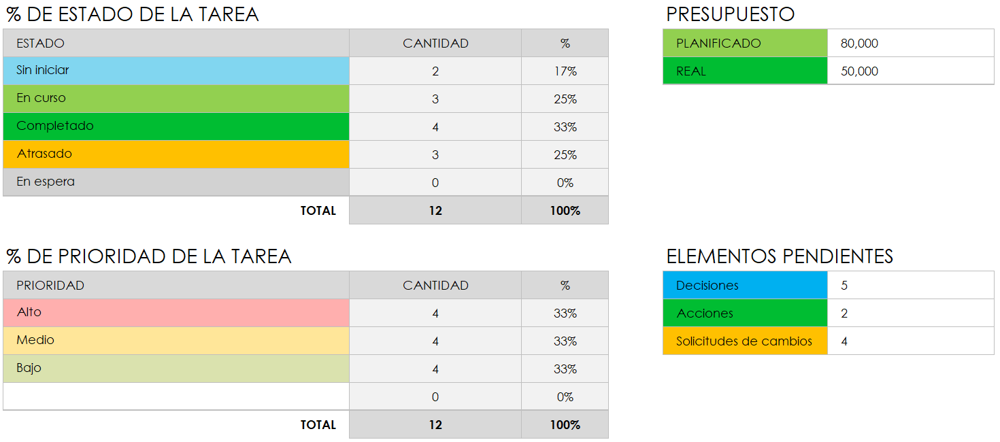 % DE ESTADO DE LA TAREA
ESTADO CANTIDAD %
Sin iniciar 2 17%
En curso 3 25%
Completado 4 33%
Atrasado 3 25%
En espera 0 0%
TOTAL 12 100%
PRESUPUESTO
PLANIFICADO 80,000
REAL 50,000
% DE PRIORIDAD DE LA TAREA
PRIORIDAD CANTIDAD %
Alto 4 33%
Medio 4 33%
Bajo 4 33%
0 0%
TOTAL 12 100%
ELEMENTOS PENDIENTES
Decisiones 5
Acciones 2
Solicitudes de cambios 4